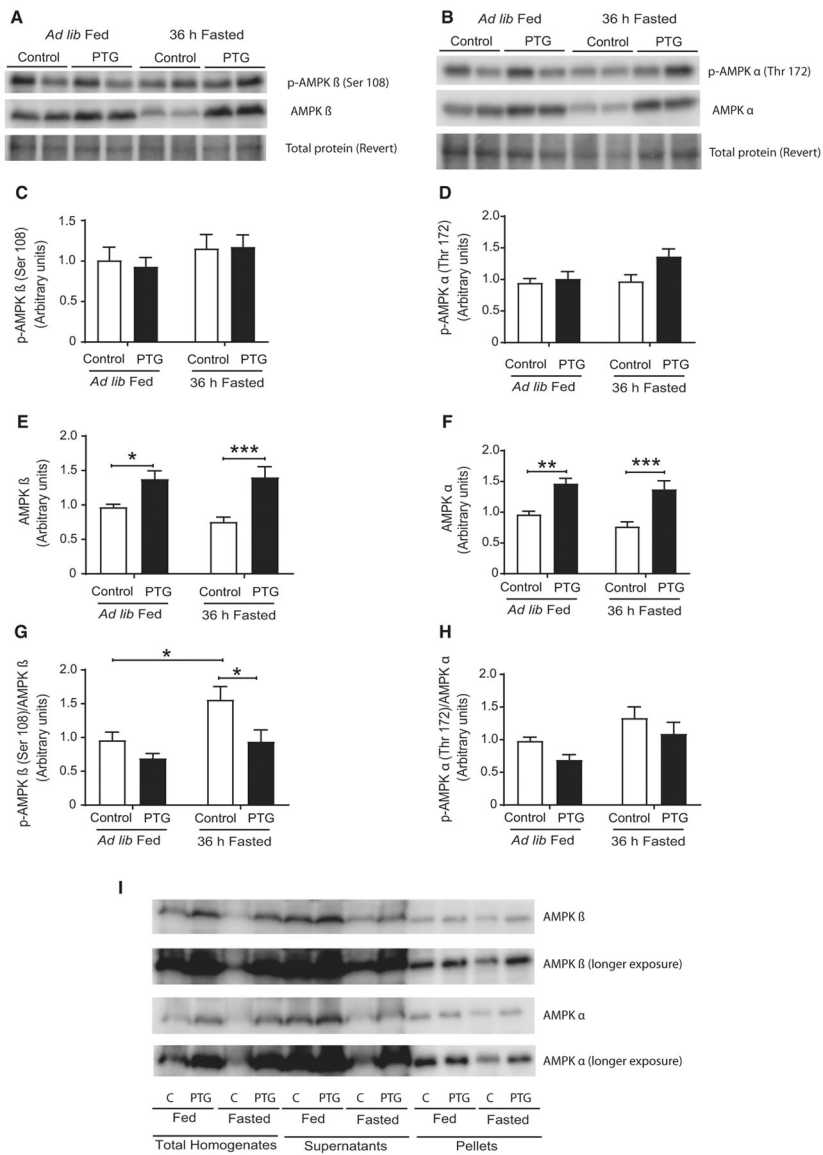 A
Ad lib Fed 36 h Fasted
Control PTG Control PTG
p-AMPK ß (Ser 108)
AMPK ß
Total protein (Revert)
B
Ad lib Fed 36 h Fasted
Control PTG Control PTG
p-AMPK α (Thr 172)
AMPK α
Total protein (Revert)
C
p-AMPK ß (Ser 108)
(Arbitrary units)
1.5
1.0
0.5
0
Control PTG Control PTG
Ad lib Fed 36 h Fasted
D
p-AMPK α (Thr 172)
(Arbitrary units)
2.0
1.5
1.0
0.5
0
Control PTG Control PTG
Ad lib Fed 36 h Fasted
E
AMPK ß
(Arbitrary units)
2.0
1.5
1.0
0.5
0
* ***
Control PTG Control PTG
Ad lib Fed 36 h Fasted
F
AMPK α
(Arbitrary units)
2.0
1.5
1.0
0.5
0
** ***
Control PTG Control PTG
Ad lib Fed 36 h Fasted
G
p-AMPK ß (Ser 108)/AMPK ß
(Arbitrary units)
2.0
1.5
1.0
0.5
0
*
*
Control PTG Control PTG
Ad lib Fed 36 h Fasted
H
p-AMPK α (Thr 172)/AMPK α
(Arbitrary units)
2.0
1.5
1.0
0.5
0
Control PTG Control PTG
Ad lib Fed 36 h Fasted
I
AMPK ß
AMPK ß (longer exposure)
AMPK α
AMPK α (longer exposure)
C PTG C PTG C PTG C PTG C PTG C PTG
Fed Fasted Fed Fasted Fed Fasted
Total Homogenates Supernatants Pellets